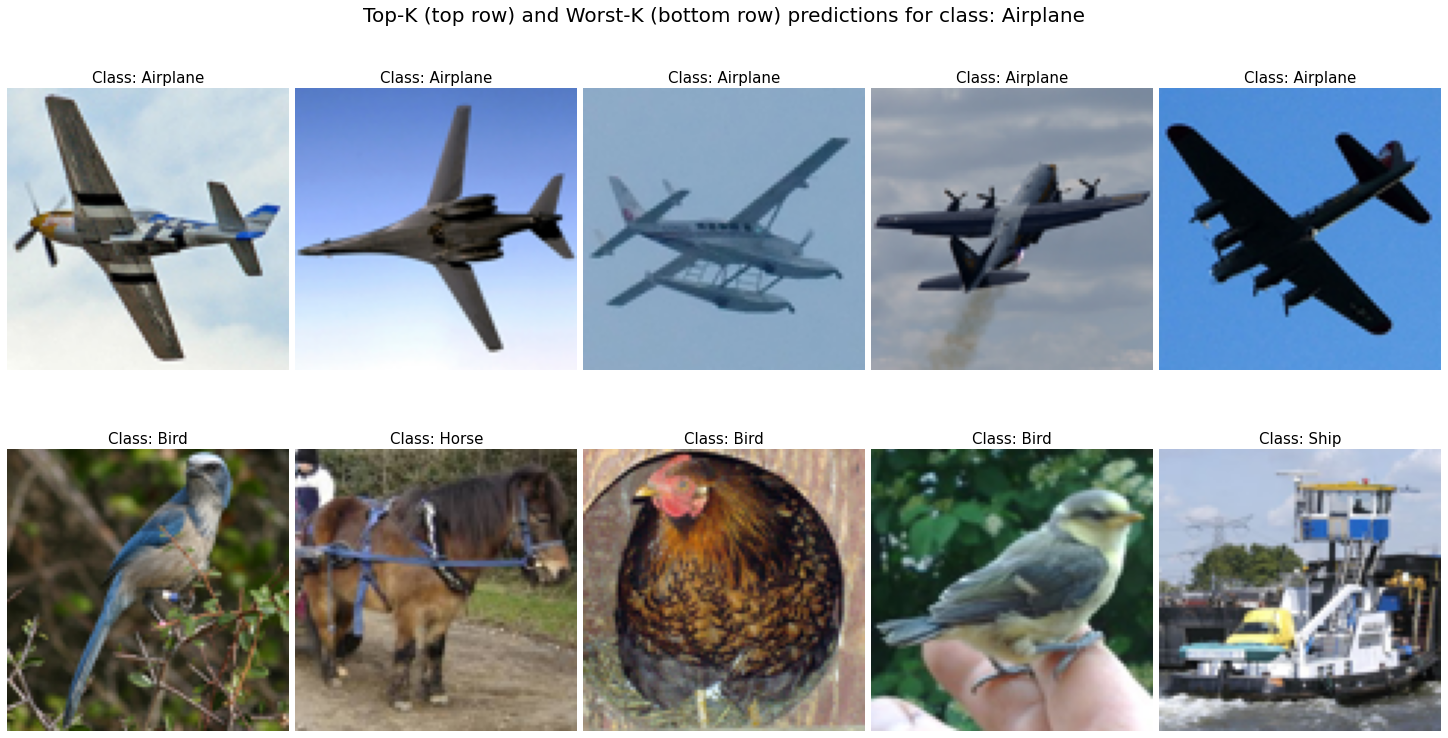 Top-K (top row) and Worst-K (bottom row) predictions for class: Airplane
Class: Airplane
Class: Airplane
Class: Airplane
Class: Airplane
Class: Airplane
Class: Bird
Class: Horse
Class: Bird
Class: Bird
Class: Ship